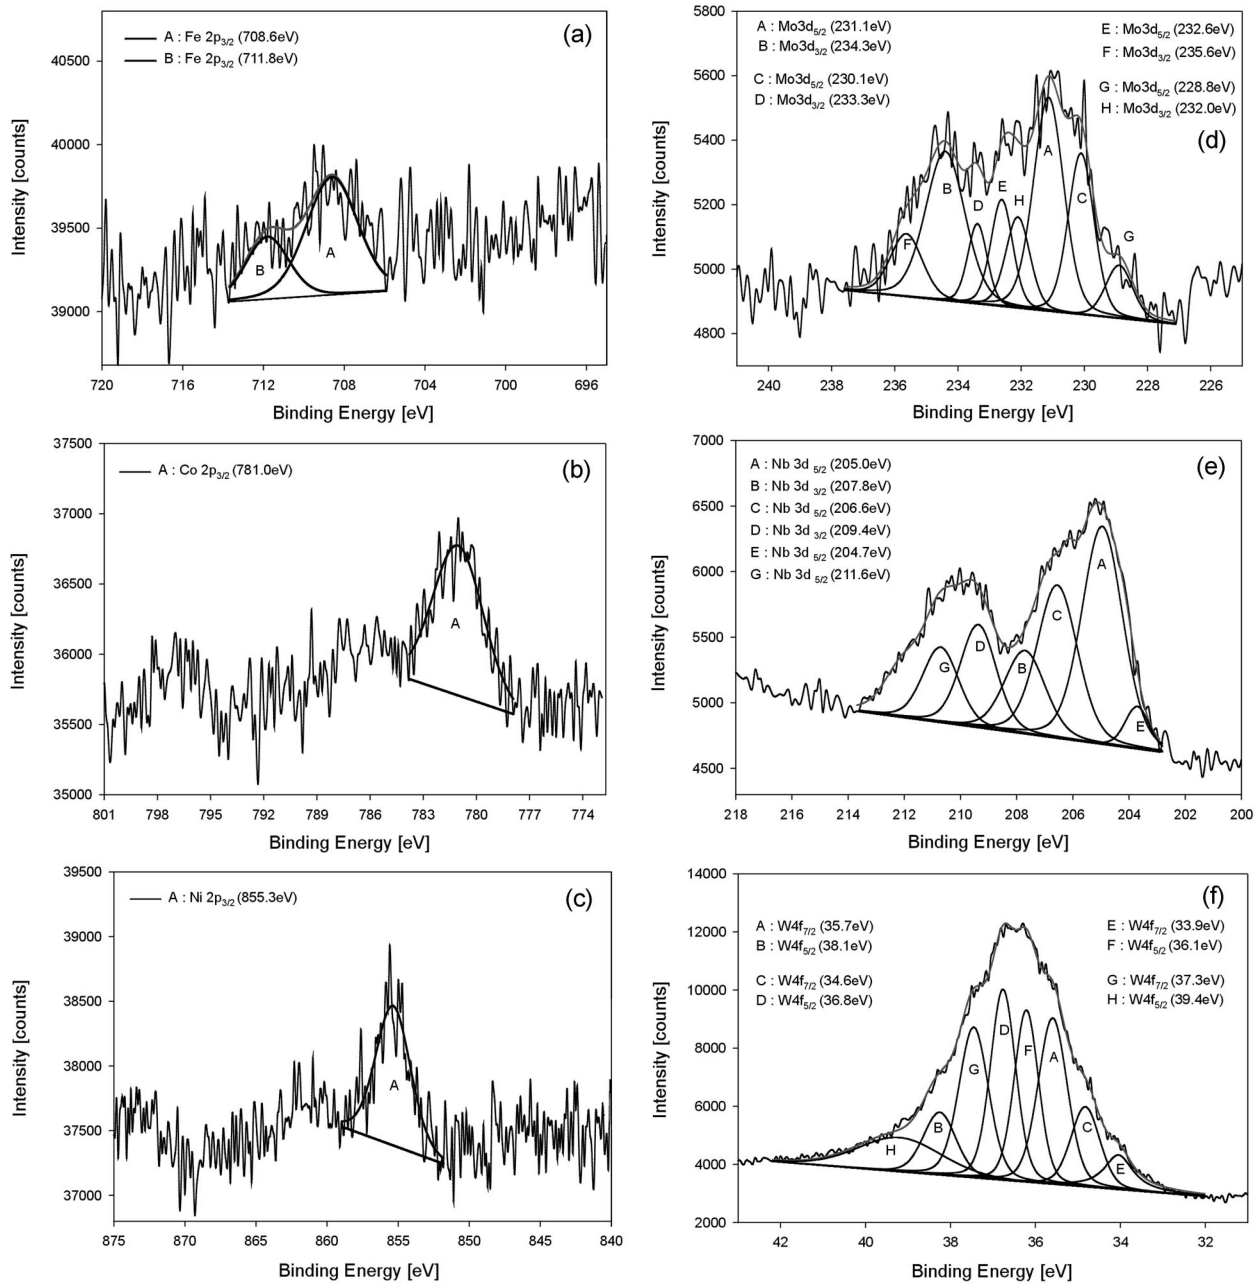 (a)
A : Fe 2p3/2 (708.6eV)
B : Fe 2p3/2 (711.8eV)
Intensity [counts]
40500
40000
39500
39000
B
A
720 716 712 708 704 700 696
Binding Energy [eV]
(d)
A : Mo3d5/2 (231.1eV)
B : Mo3d3/2 (234.3eV)
C : Mo3d5/2 (230.1eV)
D : Mo3d3/2 (233.3eV)
E : Mo3d5/2 (232.6eV)
F : Mo3d3/2 (235.6eV)
G : Mo3d5/2 (228.8eV)
H : Mo3d3/2 (232.0eV)
Intensity [counts]
5800
5600
5400
5200
5000
4800
F
B
D
E
H
A
C
G
240 238 236 234 232 230 228 226
Binding Energy [eV]
(b)
A : Co 2p3/2 (781.0eV)
Intensity [counts]
37500
37000
36500
36000
35500
35000
A
801 798 795 792 789 786 783 780 777 774
Binding Energy [eV]
(e)
A : Nb 3d 5/2 (205.0eV)
B : Nb 3d 3/2 (207.8eV)
C : Nb 3d 5/2 (206.6eV)
D : Nb 3d 3/2 (209.4eV)
E : Nb 3d 5/2 (204.7eV)
G : Nb 3d 5/2 (211.6eV)
Intensity [counts]
7000
6500
6000
5500
5000
4500
G
D
B
C
A
E
218 216 214 212 210 208 206 204 202 200
Binding Energy [eV]
(c)
A : Ni 2p3/2 (855.3eV)
Intensity [counts]
39500
39000
38500
38000
37500
37000
A
875 870 865 860 855 850 845 840
Binding Energy [eV]
(f)
A : W4f7/2 (35.7eV)
B : W4f5/2 (38.1eV)
C : W4f7/2 (34.6eV)
D : W4f5/2 (36.8eV)
E : W4f7/2 (33.9eV)
F : W4f5/2 (36.1eV)
G : W4f7/2 (37.3eV)
H : W4f5/2 (39.4eV)
Intensity [counts]
14000
12000
10000
8000
6000
4000
2000
H
B
G
D
F
A
C
E
42 40 38 36 34 32
Binding Energy [eV]